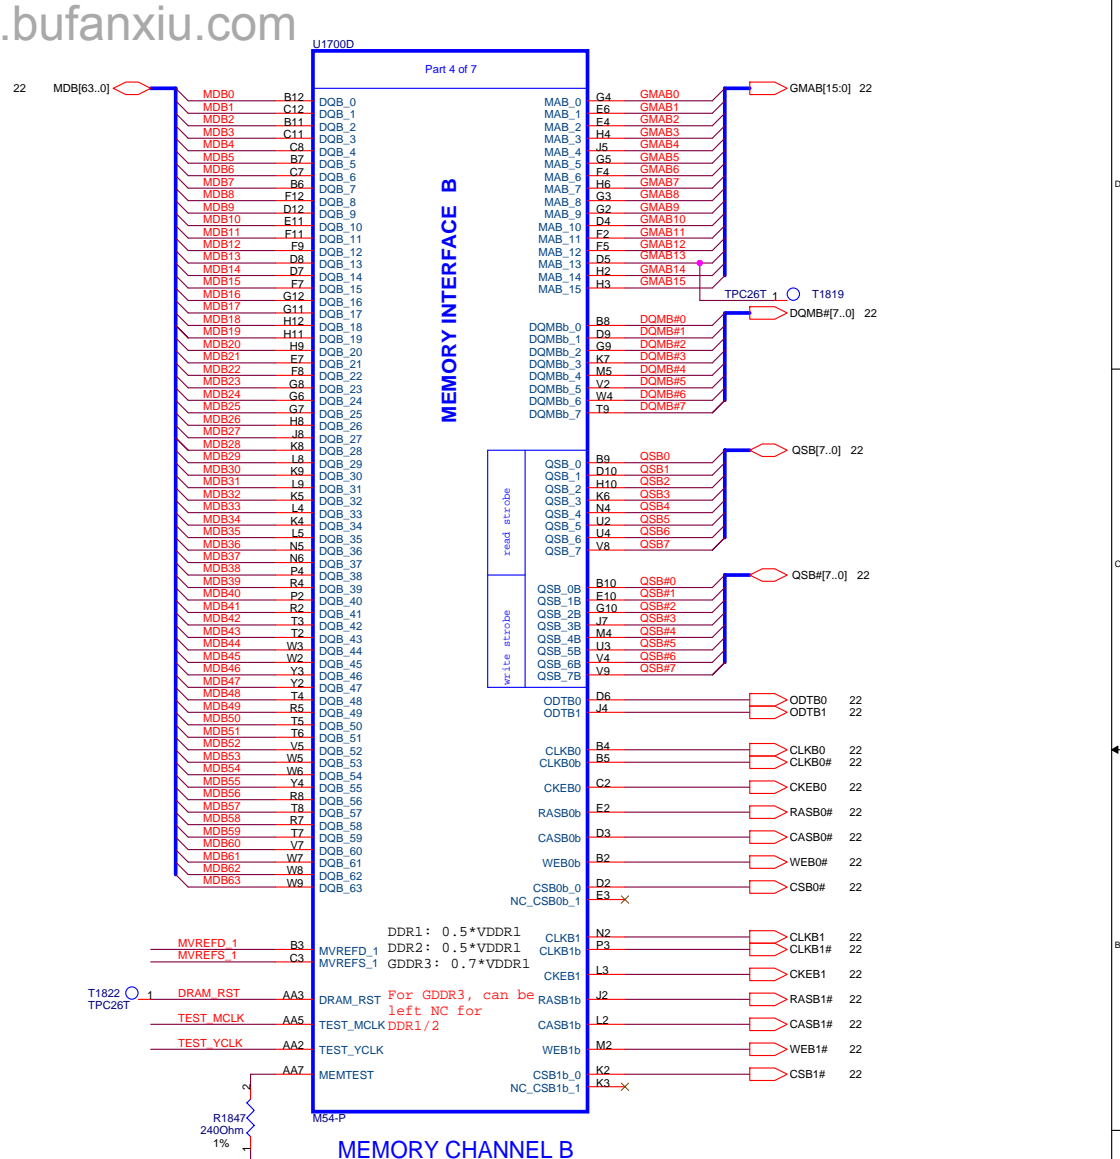 .bufanxiu.com
U1700D
Part 4 of 7
22 MDB[63..0]
GMAB[15:0] 22
MDB0 B12 DQB_0 MAB_0 G4 GMAB0
MDB1 C12 DQB_1 MAB_1 E6 GMAB1
MDB2 B11 DQB_2 MAB_2 E4 GMAB2
MDB3 C11 DQB_3 MAB_3 H4 GMAB3
MDB4 C8 DQB_4 MAB_4 J5 GMAB4
MDB5 B7 DQB_5 MAB_5 G5 GMAB5
MDB6 C7 DQB_6 MAB_6 F4 GMAB6
MDB7 B6 DQB_7 MAB_7 H6 GMAB7
MDB8 F12 DQB_8 MAB_8 G3 GMAB8
MDB9 D12 DQB_9 MAB_9 G2 GMAB9
MDB10 E11 DQB_10 MAB_10 D4 GMAB10
MDB11 F11 DQB_11 MAB_11 F2 GMAB11
MDB12 F9 DQB_12 MAB_12 F5 GMAB12
MDB13 D8 DQB_13 MAB_13 D5 GMAB13
MDB14 D7 DQB_14 MAB_14 H2 GMAB14
MDB15 F7 DQB_15 MAB_15 H3 GMAB15
MDB16 G12 DQB_16 TPC26T 1 T1819
MDB17 G11 DQB_17 DQMB#[7..0] 22
MDB18 H12 DQB_18 DQMBb_0 B8 DQMB#0
MDB19 H11 DQB_19 DQMBb_1 D9 DQMB#1
MDB20 H9 DQB_20 DQMBb_2 G9 DQMB#2
MDB21 E7 DQB_21 DQMBb_3 K7 DQMB#3
MDB22 F8 DQB_22 DQMBb_4 M5 DQMB#4
MDB23 G8 DQB_23 DQMBb_5 V2 DQMB#5
MDB24 G6 DQB_24 DQMBb_6 W4 DQMB#6
MDB25 G7 DQB_25 DQMBb_7 T9 DQMB#7
MEMORY INTERFACE B
MDB26 H8 DQB_26
MDB27 J8 DQB_27
MDB28 K8 DQB_28 QSB[7..0] 22
MDB29 L8 DQB_29 QSB_0 B9 QSB0
MDB30 K9 DQB_30 QSB_1 D10 QSB1
MDB31 L9 DQB_31 QSB_2 H10 QSB2
MDB32 K5 DQB_32 QSB_3 K6 QSB3
MDB33 L4 DQB_33 QSB_4 N4 QSB4
MDB34 K4 DQB_34 QSB_5 U2 QSB5
MDB35 L5 DQB_35 QSB_6 U4 QSB6
MDB36 N5 DQB_36 QSB_7 V8 QSB7
read strobe
MDB37 N6 DQB_37
MDB38 P4 DQB_38 QSB#[7..0] 22
MDB39 R4 DQB_39 QSB_0B B10 QSB#0
MDB40 P2 DQB_40 QSB_1B E10 QSB#1
MDB41 R2 DQB_41 QSB_2B G10 QSB#2
MDB42 T3 DQB_42 QSB_3B J7 QSB#3
MDB43 T2 DQB_43 QSB_4B M4 QSB#4
MDB44 W3 DQB_44 QSB_5B U3 QSB#5
MDB45 W2 DQB_45 QSB_6B V4 QSB#6
MDB46 Y3 DQB_46 QSB_7B V9 QSB#7
write strobe
MDB47 Y2 DQB_47
MDB48 T4 DQB_48 ODTB0 D6 ODTB0 22
MDB49 R5 DQB_49 ODTB1 J4 ODTB1 22
MDB50 T5 DQB_50
MDB51 T6 DQB_51
MDB52 V5 DQB_52 CLKB0 B4 CLKB0 22
MDB53 W5 DQB_53 CLKB0b B5 CLKB0# 22
MDB54 W6 DQB_54
MDB55 Y4 DQB_55 CKEB0 C2 CKEB0 22
MDB56 R8 DQB_56
MDB57 T8 DQB_57 RASB0b E2 RASB0# 22
MDB58 R7 DQB_58
MDB59 T7 DQB_59 CASB0b D3 CASB0# 22
MDB60 V7 DQB_60
MDB61 W7 DQB_61 WEB0b B2 WEB0# 22
MDB62 W8 DQB_62
MDB63 W9 DQB_63 CSB0b_0 D2 CSB0# 22
NC_CSB0b_1 E3
DDR1: 0.5*VDDR1 CLKB1 N2 CLKB1 22
MVREFD_1 B3 MVREFD_1 DDR2: 0.5*VDDR1 CLKB1b P3 CLKB1# 22
MVREFS_1 C3 MVREFS_1 GDDR3: 0.7*VDDR1
CKEB1 L3 CKEB1 22
T1822 1 DRAM_RST AA3 DRAM_RST For GDDR3, can be RASB1b J2 RASB1# 22
TPC26T
left NC for
TEST_MCLK AA5 TEST_MCLK DDR1/2 CASB1b L2 CASB1# 22
TEST_YCLK AA2 TEST_YCLK WEB1b M2 WEB1# 22
AA7 MEMTEST CSB1b_0 K2 CSB1# 22
NC_CSB1b_1 K3
2
R1847 M54-P
240Ohm
1%
1
MEMORY CHANNEL B
D
C
B